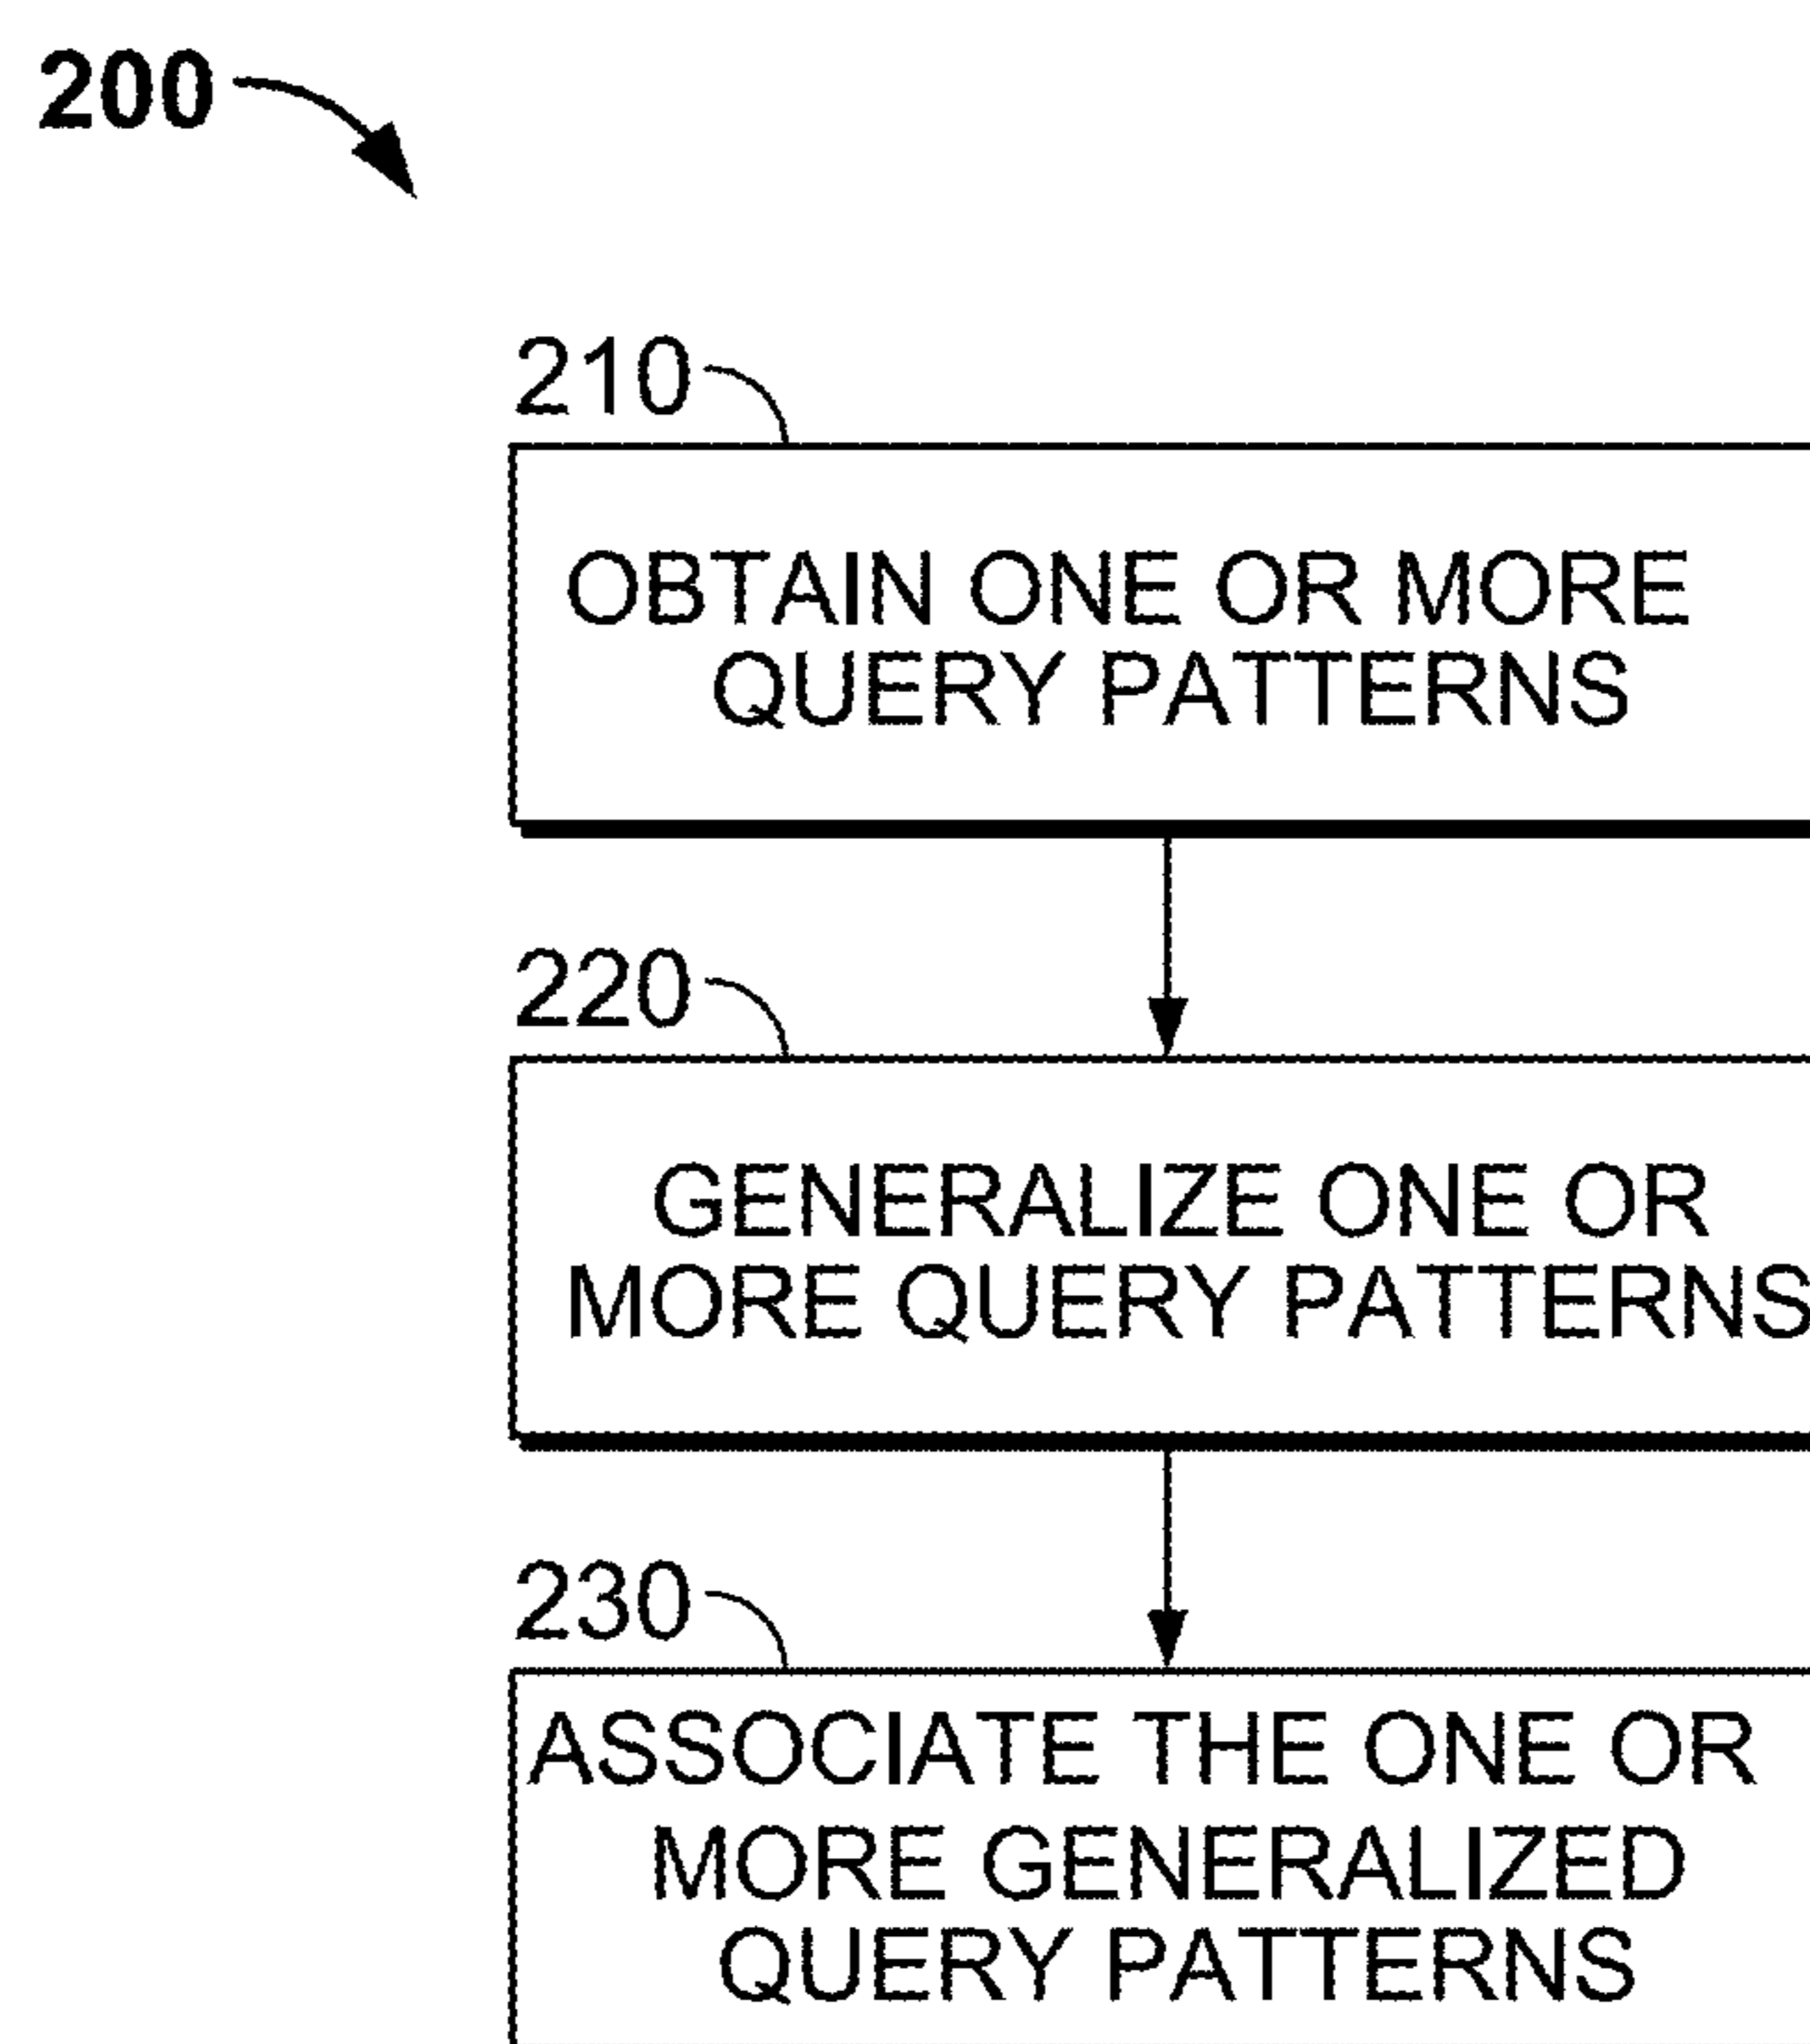 200
210
OBTAIN ONE OR MORE
QUERY PATTERNS
220
GENERALIZE ONE OR
MORE QUERY PATTERNS
230
ASSOCIATE THE ONE OR
MORE GENERALIZED
QUERY PATTERNS